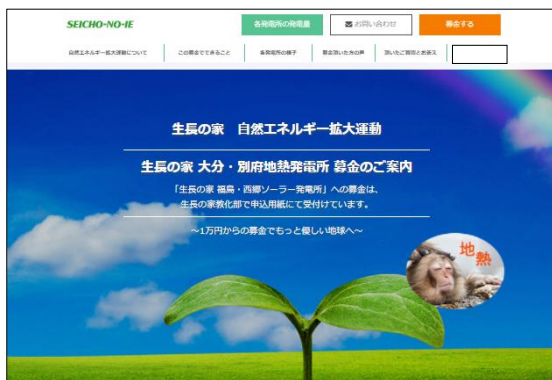 SEICHO-NO-IE
各発電所の発電量
お問い合わせ
募金する
自然エネルギー拡大運動について
この募金でできること
各発電所の様子
募金頂いた方の声
頂いたご質問とお答え
生長の家 自然エネルギー拡大運動
生長の家 大分・別府地熱発電所 募金のご案内
「生長の家 福島・西郷ソーラー発電所」への募金は、
生長の家教化部で申込用紙にて受付けています。
～1万円からの募金でもっと優しい地球へ～
地熱